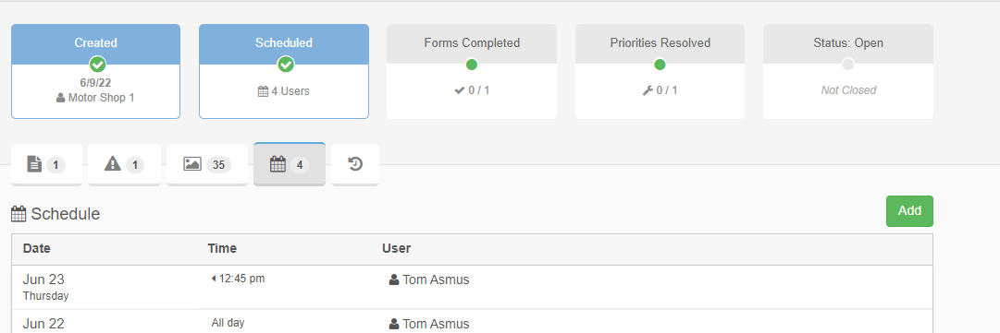 Created
6/9/22
Motor Shop 1
Scheduled
4 Users
Forms Completed
0 / 1
Priorities Resolved
0 / 1
Status: Open
Not Closed
1
1
35
4
Schedule
Add
Date Time User
Jun 23 12:45 pm Tom Asmus
Thursday
Jun 22 All day Tom Asmus